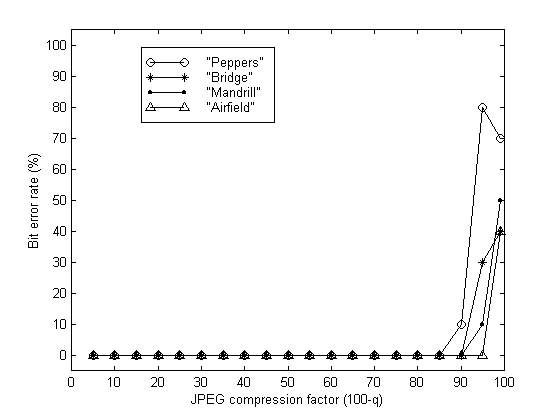 100
90
80
70
60
50
40
30
20
10
0
Bit error rate (%)
"Peppers"
"Bridge"
"Mandrill"
"Airfield"
0 10 20 30 40 50 60 70 80 90 100
JPEG compression factor (100-q)